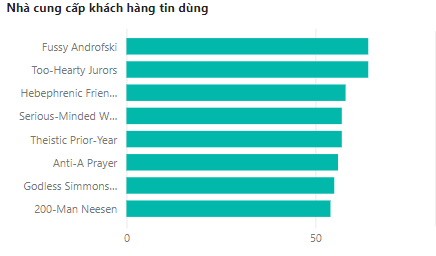 Nhà cung cấp khách hàng tin dùng
Fussy Androfski
Too-Hearty Jurors
Hebephrenic Frien...
Serious-Minded W...
Theistic Prior-Year
Anti-A Prayer
Godless Simmons...
200-Man Neesen
0 50